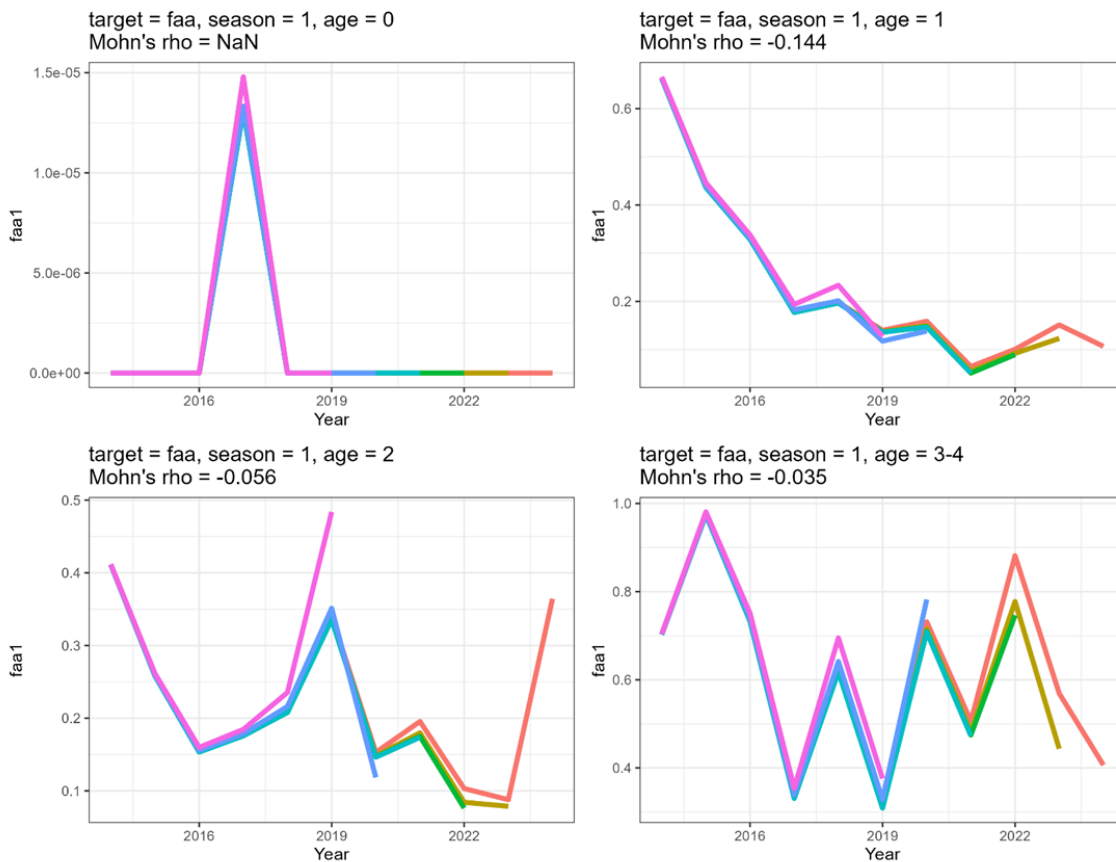 target = faa, season = 1, age = 0
Mohn's rho = NaN
1.5e-05
1.0e-05
5.0e-06
0.0e+00
faa1
2016
2019
2022
Year
target = faa, season = 1, age = 1
Mohn's rho = -0.144
0.6
0.4
0.2
faa1
2016
2019
2022
Year
target = faa, season = 1, age = 2
Mohn's rho = -0.056
0.5
0.4
0.3
0.2
0.1
faa1
2016
2019
2022
Year
target = faa, season = 1, age = 3-4
Mohn's rho = -0.035
1.0
0.8
0.6
0.4
faa1
2016
2019
2022
Year